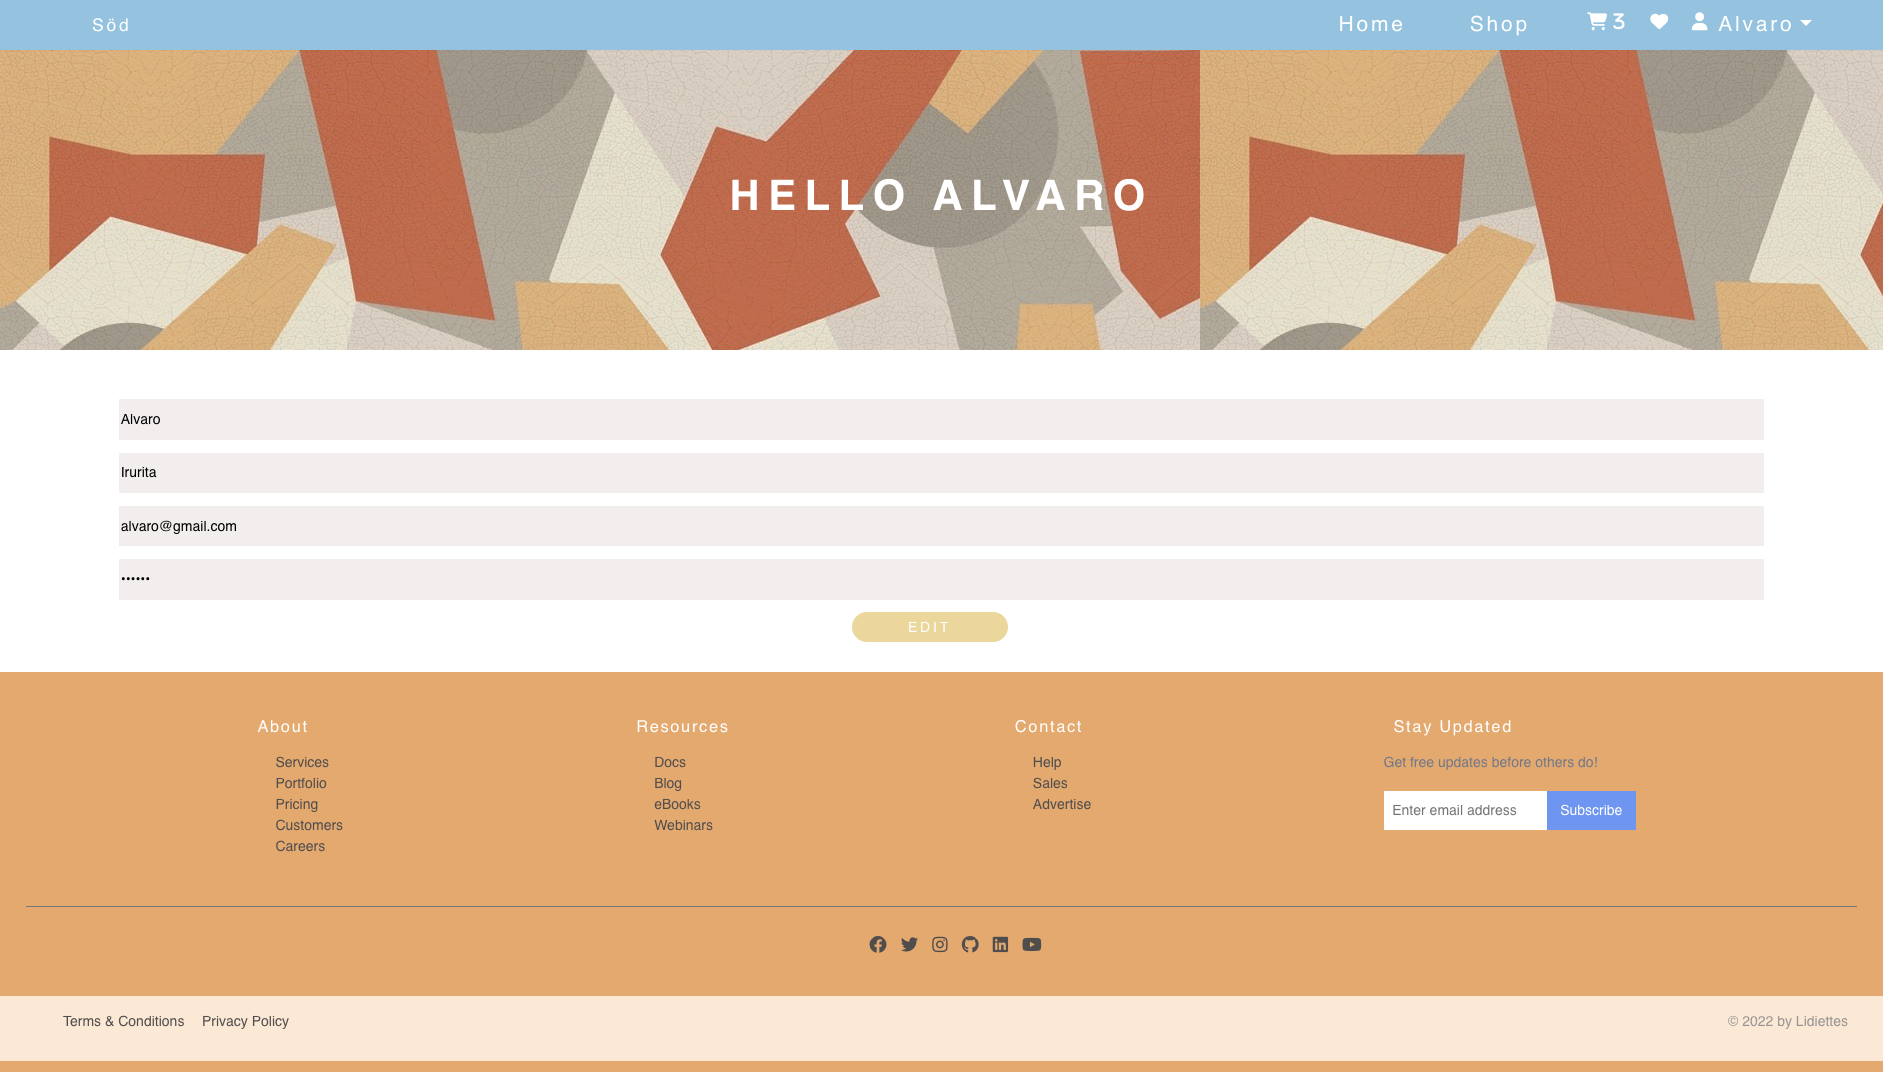 Söd
Home
Shop
3
Alvaro
HELLO ALVARO
Alvaro
Irurita
alvaro@gmail.com
••••••
EDIT
About
Services
Portfolio
Pricing
Customers
Careers
Resources
Docs
Blog
eBooks
Webinars
Contact
Help
Sales
Advertise
Stay Updated
Get free updates before others do!
Enter email address
Subscribe
Terms & Conditions
Privacy Policy
© 2022 by Lidiettes